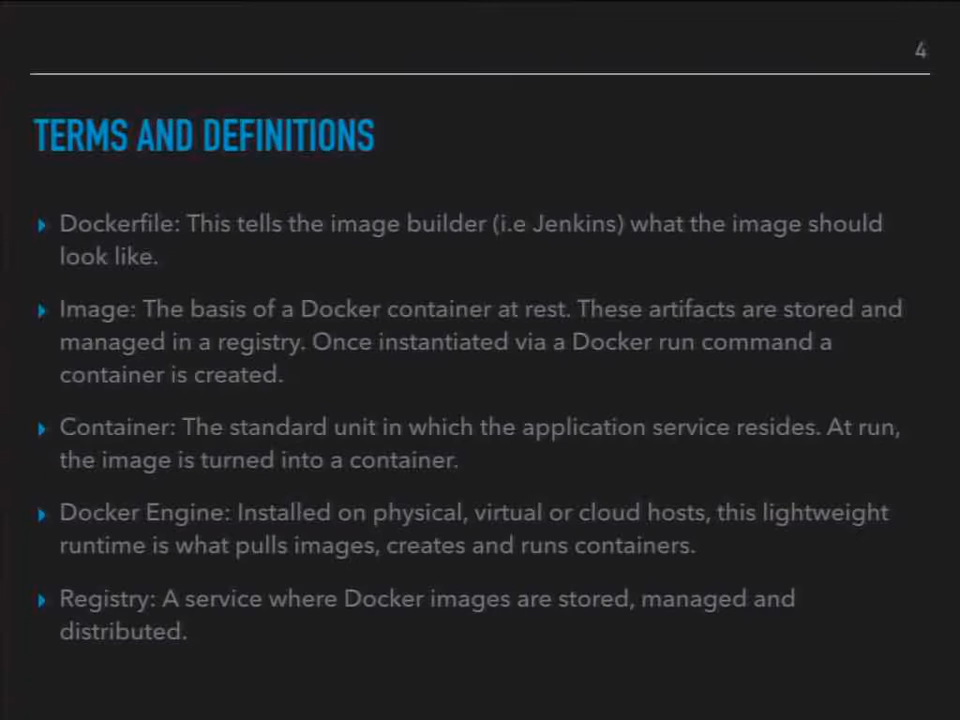 4
TERMS AND DEFINITIONS
Dockerfile: This tells the image builder (i.e Jenkins) what the image should
look like.
Image: The basis of a Docker container at rest. These artifacts are stored and
managed in a registry. Once instantiated via a Docker run command a
container is created.
Container: The standard unit in which the application service resides. At run,
the image is turned into a container.
Docker Engine: Installed on physical, virtual or cloud hosts, this lightweight
runtime is what pulls images, creates and runs containers.
Registry: A service where Docker images are stored, managed and
distributed.